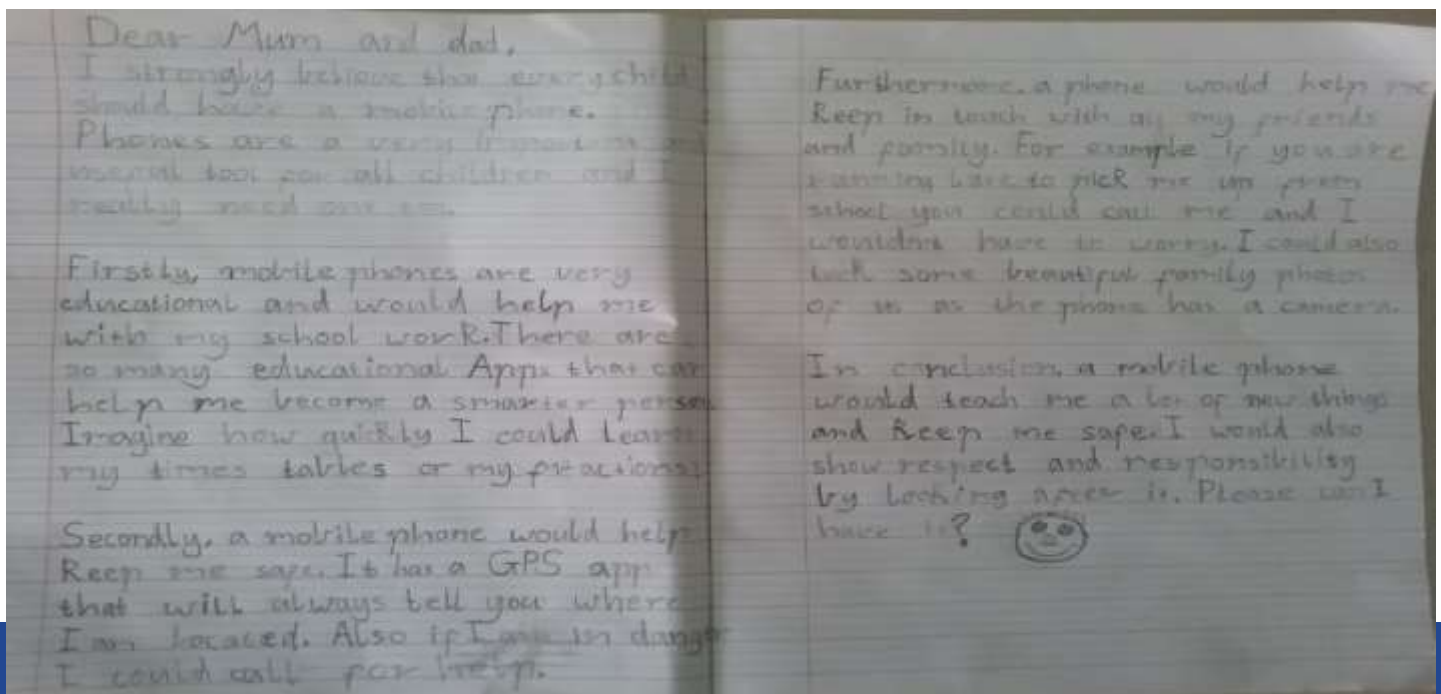 Dear Mum and dad,
I strongly believe that every child
should have a mobile phone.
Phones are a very important
useful tool for all children and I
really need one too.
Firstly, mobile phones are very
educational and would help me
with my school work. There are
so many educational Apps that can
help me become a smarter person
Imagine how quickly I could learn
my times tables or my fractions
Secondly, a mobile phone would help
Keep me safe. It has a GPS app
that will always tell you where
I am located. Also if I am in danger
I could call for help.
Furthermore, a phone would help me
Keep in touch with all my friends
and family. For example if you are
running late to pick me up from
school you could call me and I
wouldn't have to worry. I could also
some beautiful family photos
of us as the phone has a camera.
In conclusion, a mobile phone
would teach me a lot of new things
and Keep me safe. I would also
show respect and responsibility
by looking after it. Please can I
have it?